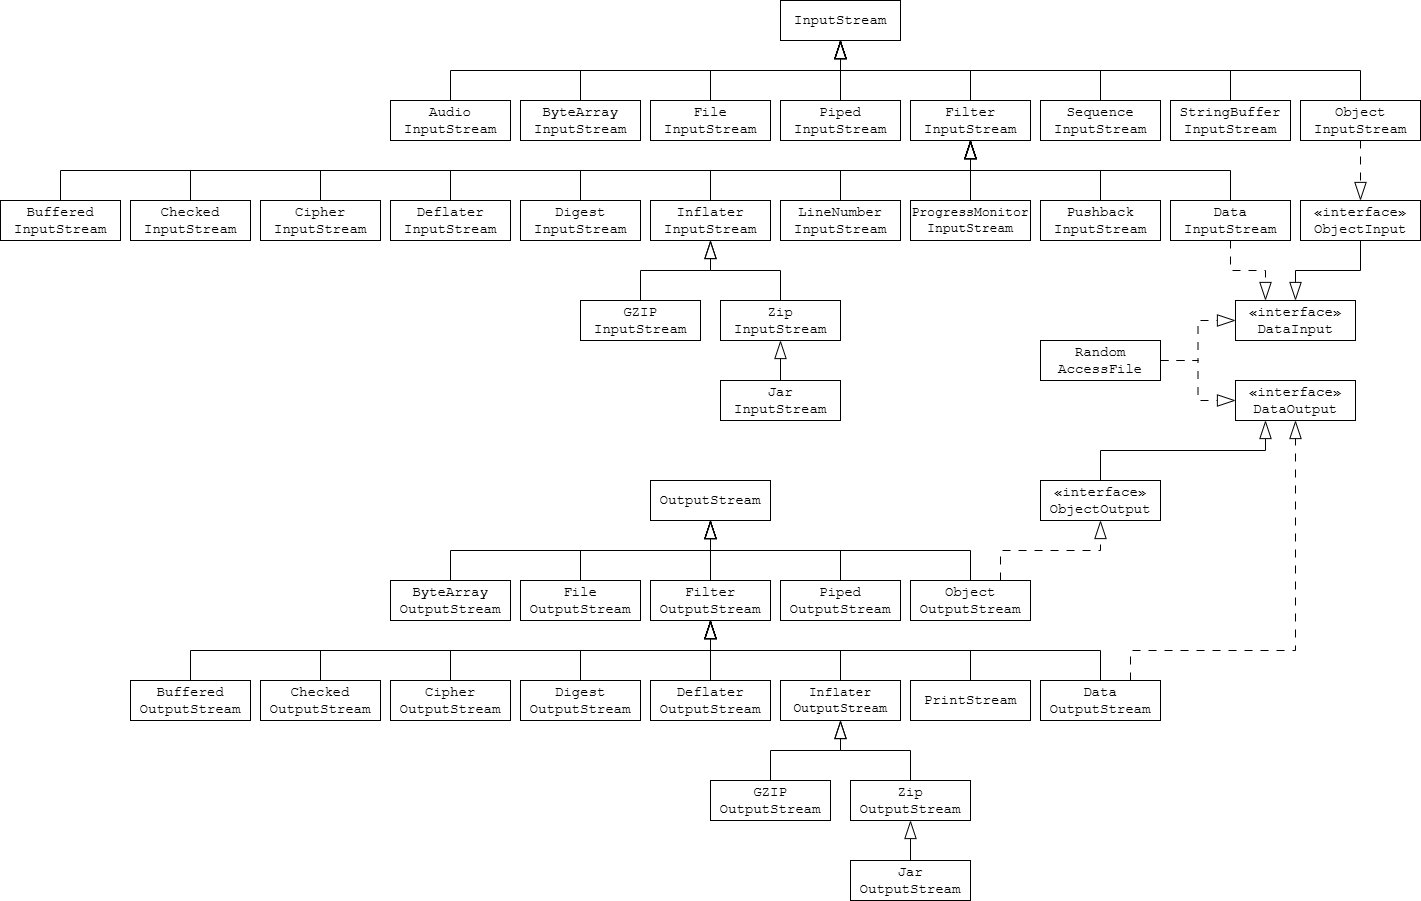 InputStream
Audio
InputStream
ByteArray
InputStream
File
InputStream
Piped
InputStream
Filter
InputStream
Sequence
InputStream
StringBuffer
InputStream
Object
InputStream
Buffered
InputStream
Checked
InputStream
Cipher
InputStream
Deflater
InputStream
Digest
InputStream
Inflater
InputStream
LineNumber
InputStream
ProgressMonitor
InputStream
Pushback
InputStream
Data
InputStream
«interface»
ObjectInput
GZIP
InputStream
Zip
InputStream
«interface»
DataInput
Random
AccessFile
Jar
InputStream
«interface»
DataOutput
OutputStream
«interface»
ObjectOutput
ByteArray
OutputStream
File
OutputStream
Filter
OutputStream
Piped
OutputStream
Object
OutputStream
Buffered
OutputStream
Checked
OutputStream
Cipher
OutputStream
Digest
OutputStream
Deflater
OutputStream
Inflater
OutputStream
PrintStream
Data
OutputStream
GZIP
OutputStream
Zip
OutputStream
Jar
OutputStream